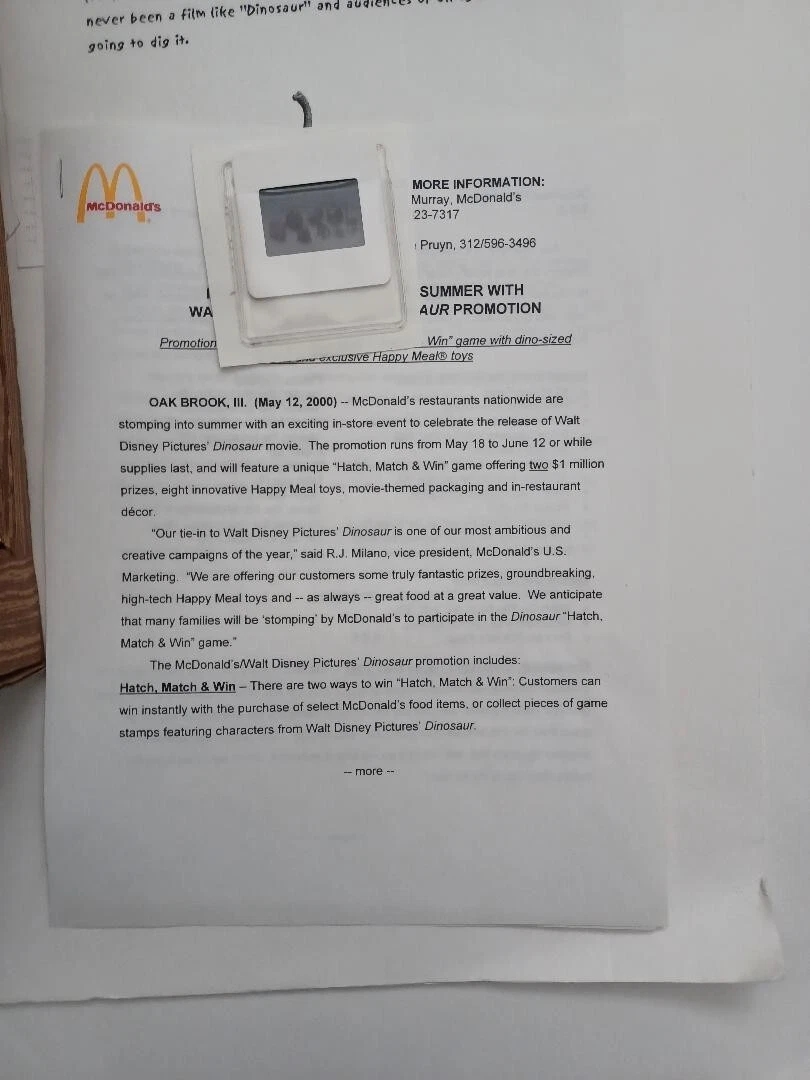 never been a film like "Dinosaur" and audiences of
going to dig it.
McDonald's
MORE INFORMATION:
Murray, McDonald's
23-7317
Pruyn, 312/596-3496
SUMMER WITH
WA
AUR PROMOTION
Promotion
Win" game with dino-sized
exclusive Happy Meal® toys
OAK BROOK, Ill. (May 12, 2000) -- McDonald's restaurants nationwide are
stomping into summer with an exciting in-store event to celebrate the release of Walt
Disney Pictures' Dinosaur movie. The promotion runs from May 18 to June 12 or while
supplies last, and will feature a unique "Hatch, Match & Win" game offering two $1 million
prizes, eight innovative Happy Meal toys, movie-themed packaging and in-restaurant
décor.
"Our tie-in to Walt Disney Pictures' Dinosaur is one of our most ambitious and
creative campaigns of the year," said R.J. Milano, vice president, McDonald's U.S.
Marketing. "We are offering our customers some truly fantastic prizes, groundbreaking,
high-tech Happy Meal toys and -- as always -- great food at a great value. We anticipate
that many families will be 'stomping' by McDonald's to participate in the Dinosaur "Hatch,
Match & Win" game."
The McDonald's/Walt Disney Pictures' Dinosaur promotion includes:
Hatch, Match & Win – There are two ways to win "Hatch, Match & Win": Customers can
win instantly with the purchase of select McDonald's food items, or collect pieces of game
stamps featuring characters from Walt Disney Pictures' Dinosaur.
-- more --